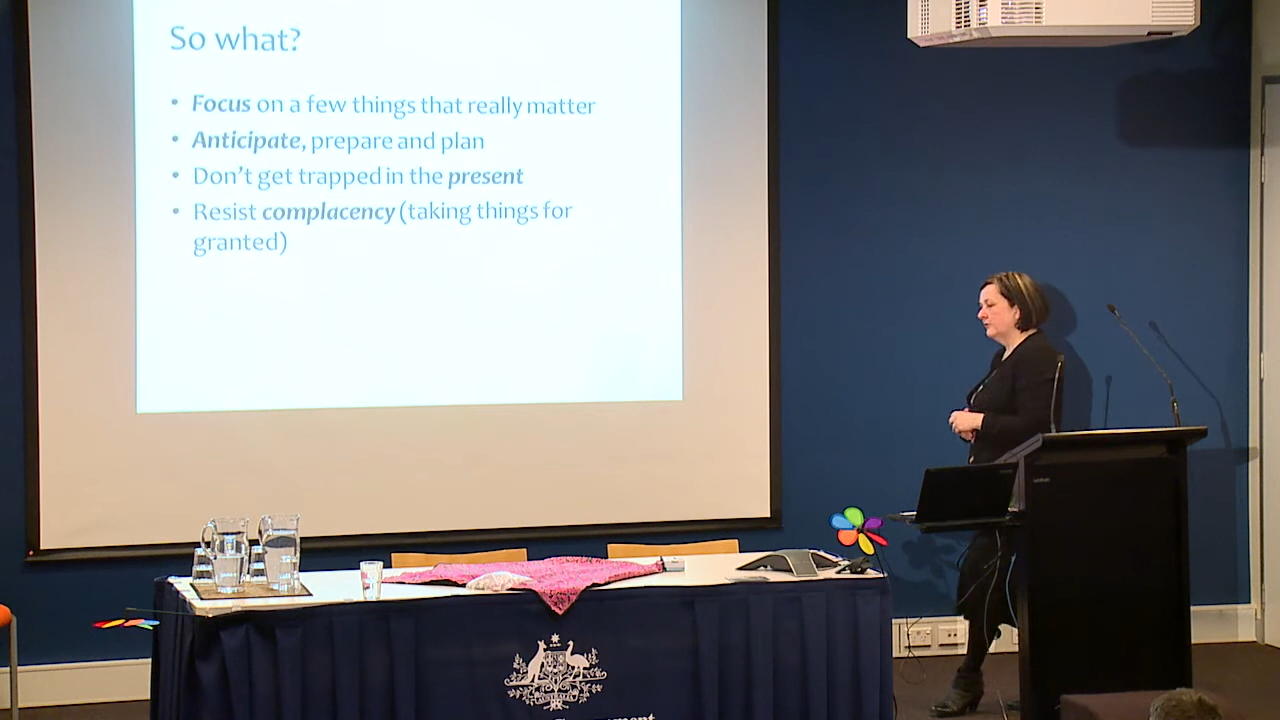 So what?
• Focus on a few things that really matter
• Anticipate, prepare and plan
• Don't get trapped in the present
• Resist complacency (taking things for
granted)
AUSTRALIA